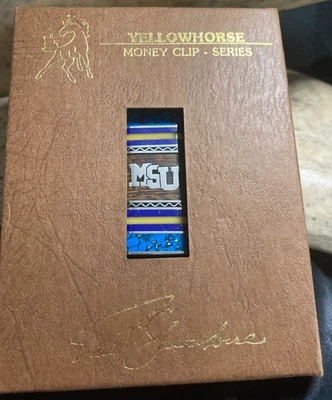 YELLOWHORSE
MONEY CLIP - SERIES
MSU